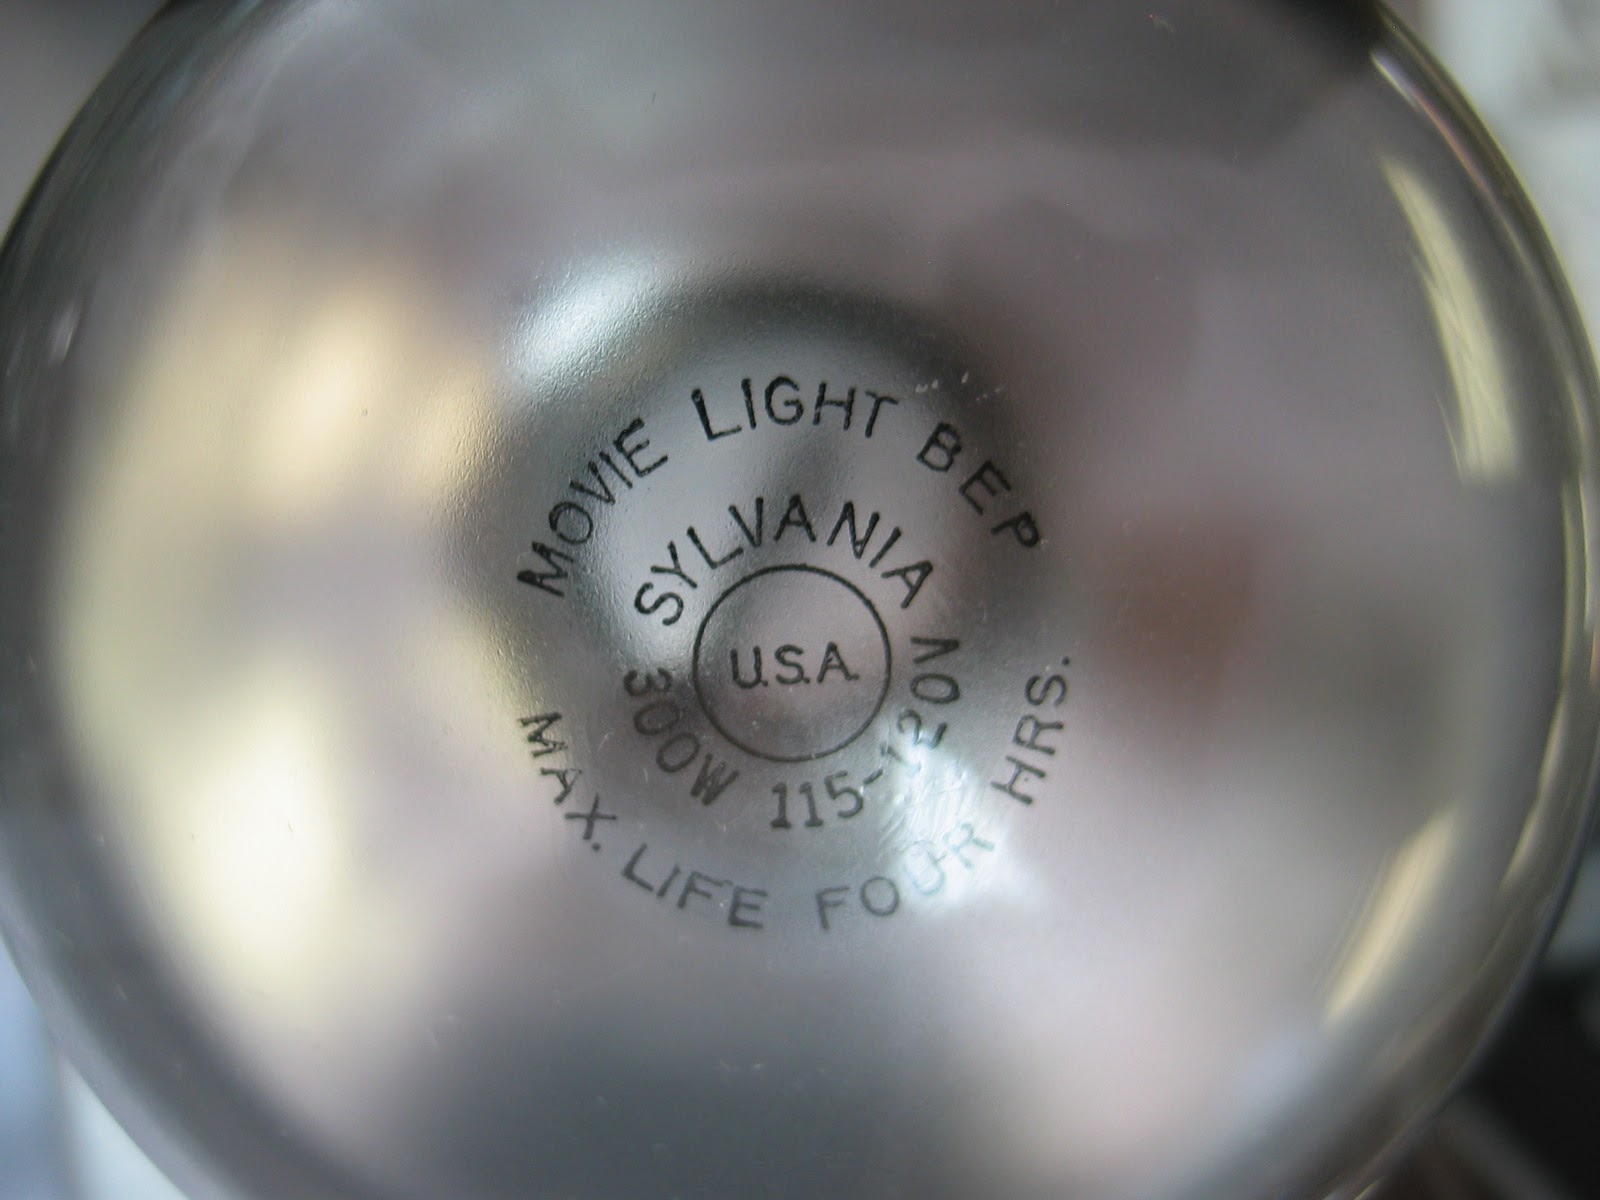 MOVIE LIGHT BEP
SYLVANIA
U.S.A.
300W 115-120V
MAX. LIFE FOUR HRS.